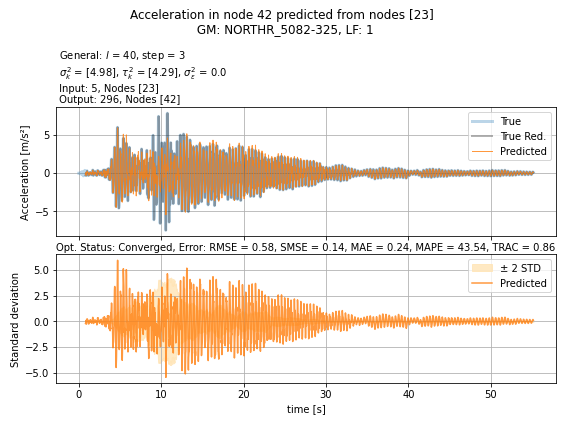 Acceleration in node 42 predicted from nodes [23]
GM: NORTHR_5082-325, LF: 1
General: l = 40, step = 3
σ²ₖ = [4.98], τ²ₖ = [4.29], σ²ε = 0.0
Input: 5, Nodes [23]
Output: 296, Nodes [42]
Acceleration [m/s²]
5
0
−5
True
True Red.
Predicted
Opt. Status: Converged, Error: RMSE = 0.58, SMSE = 0.14, MAE = 0.24, MAPE = 43.54, TRAC = 0.86
Standard deviation
5.0
2.5
0.0
−2.5
−5.0
± 2 STD
Predicted
0 10 20 30 40 50
time [s]